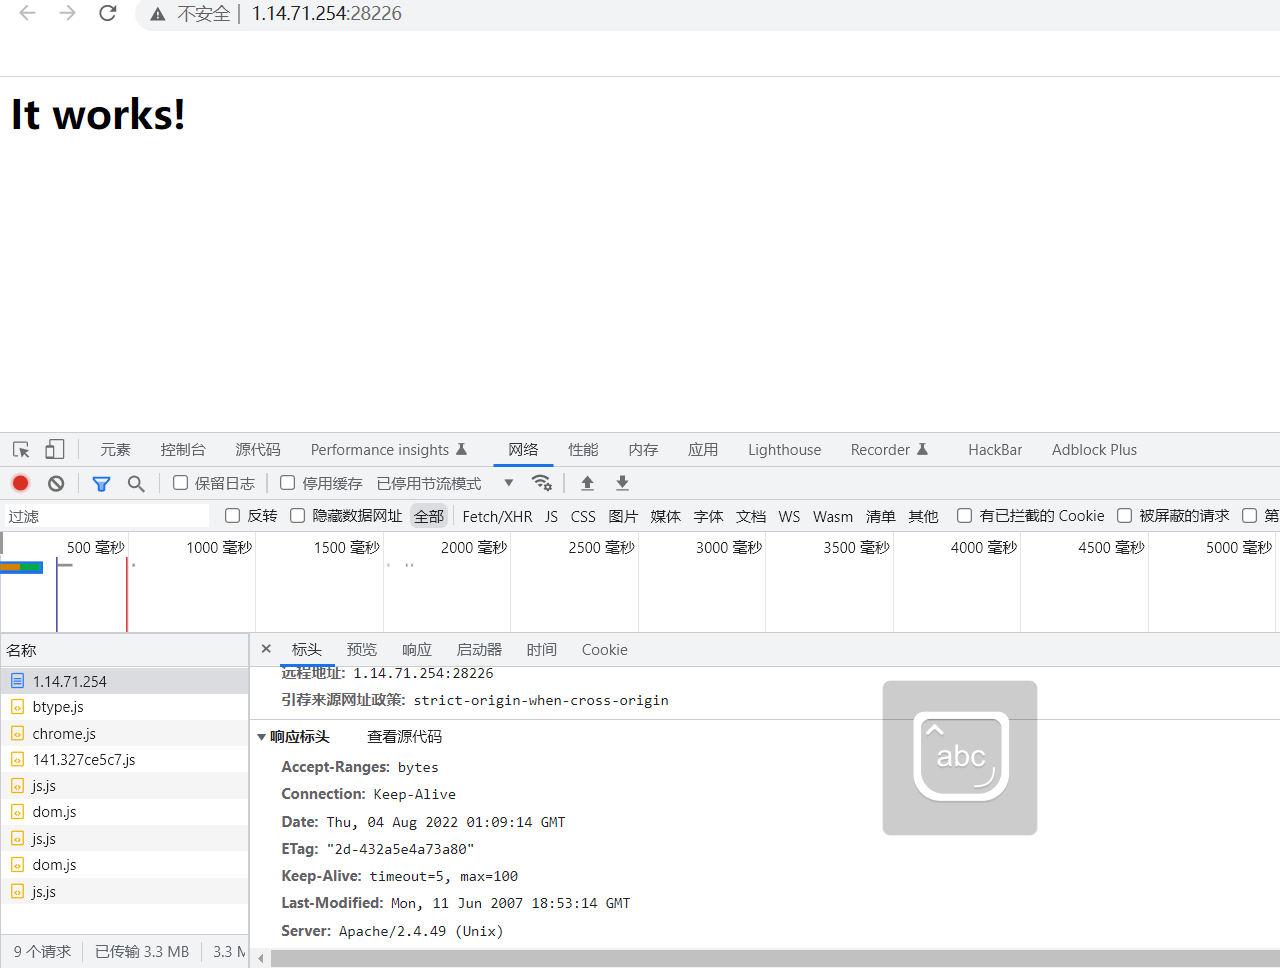 不安全 | 1.14.71.254:28226
It works!
元素 控制台 源代码 Performance insights 网络 性能 内存 应用 Lighthouse Recorder HackBar Adblock Plus
保留日志 停用缓存 已停用节流模式
过滤 反转 隐藏数据网址 全部 Fetch/XHR JS CSS 图片 媒体 字体 文档 WS Wasm 清单 其他 有已拦截的 Cookie 被屏蔽的请求 第
500 毫秒 1000 毫秒 1500 毫秒 2000 毫秒 2500 毫秒 3000 毫秒 3500 毫秒 4000 毫秒 4500 毫秒 5000 毫秒
名称
1.14.71.254
btype.js
chrome.js
141.327ce5c7.js
js.js
dom.js
js.js
dom.js
js.js
9 个请求 已传输 3.3 MB 3.3 M
× 标头 预览 响应 启动器 时间 Cookie
远程地址: 1.14.71.254:28226
引荐来源网址政策: strict-origin-when-cross-origin
响应标头 查看源代码
Accept-Ranges: bytes
Connection: Keep-Alive
Date: Thu, 04 Aug 2022 01:09:14 GMT
ETag: "2d-432a5e4a73a80"
Keep-Alive: timeout=5, max=100
Last-Modified: Mon, 11 Jun 2007 18:53:14 GMT
Server: Apache/2.4.49 (Unix)
abc